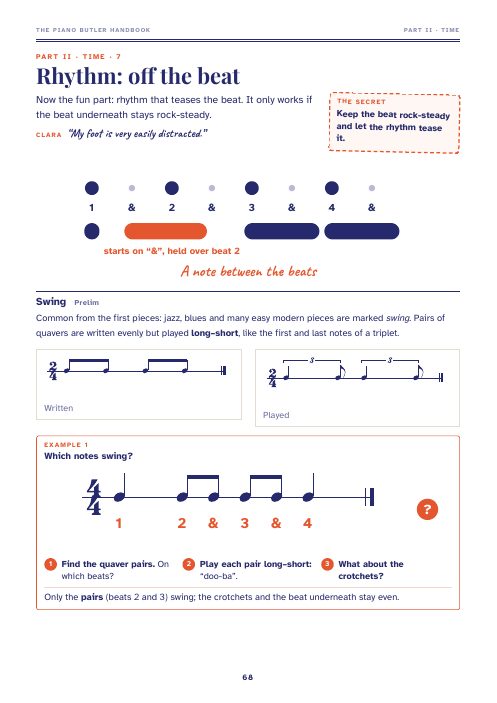 THE PIANO BUTLER HANDBOOK
PART II · TIME
PART II · TIME · 7
Rhythm: off the beat
Now the fun part: rhythm that teases the beat. It only works if
the beat underneath stays rock-steady.
CLARA "My foot is very easily distracted."
THE SECRET
Keep the beat rock-steady
and let the rhythm tease
it.
1 & 2 & 3 & 4 &
starts on “&”, held over beat 2
A note between the beats
Swing Prelim
Common from the first pieces: jazz, blues and many easy modern pieces are marked swing. Pairs of
quavers are written evenly but played long–short, like the first and last notes of a triplet.
2
4
Written
2
4
3 3
Played
EXAMPLE 1
Which notes swing?
4
4
1 2 & 3 & 4
?
1 Find the quaver pairs. On
which beats?
2 Play each pair long–short:
“doo-ba”.
3 What about the
crotchets?
Only the pairs (beats 2 and 3) swing; the crotchets and the beat underneath stay even.
68